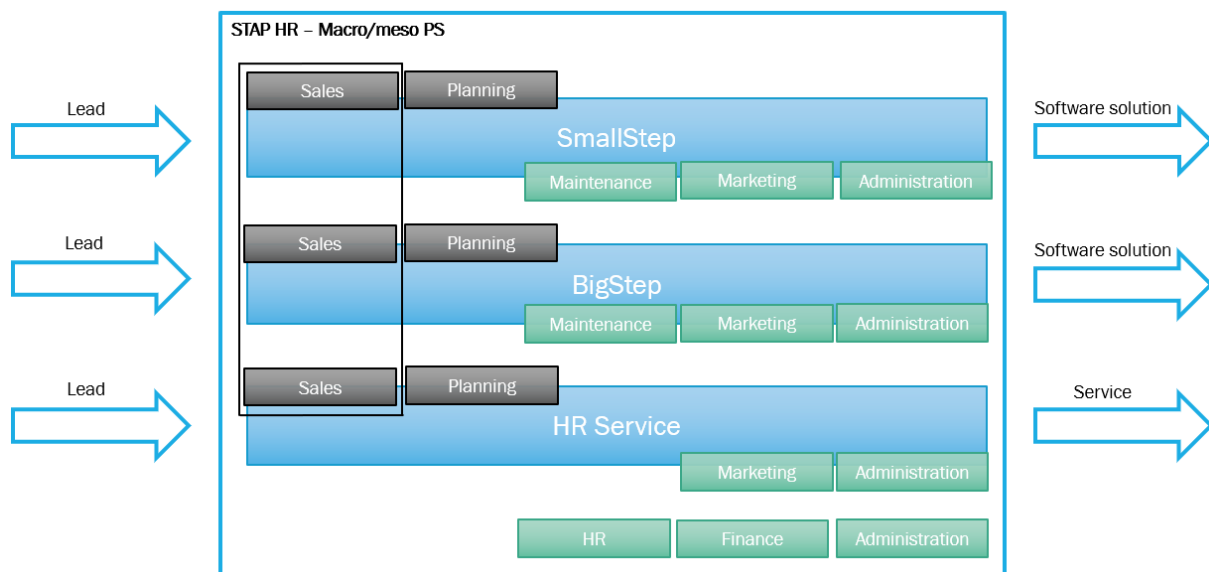 STAP HR – Macro/meso PS
Sales
Planning
Lead
SmallStep
Software solution
Maintenance
Marketing
Administration
Sales
Planning
Lead
BigStep
Software solution
Maintenance
Marketing
Administration
Sales
Planning
Lead
HR Service
Service
Marketing
Administration
HR
Finance
Administration